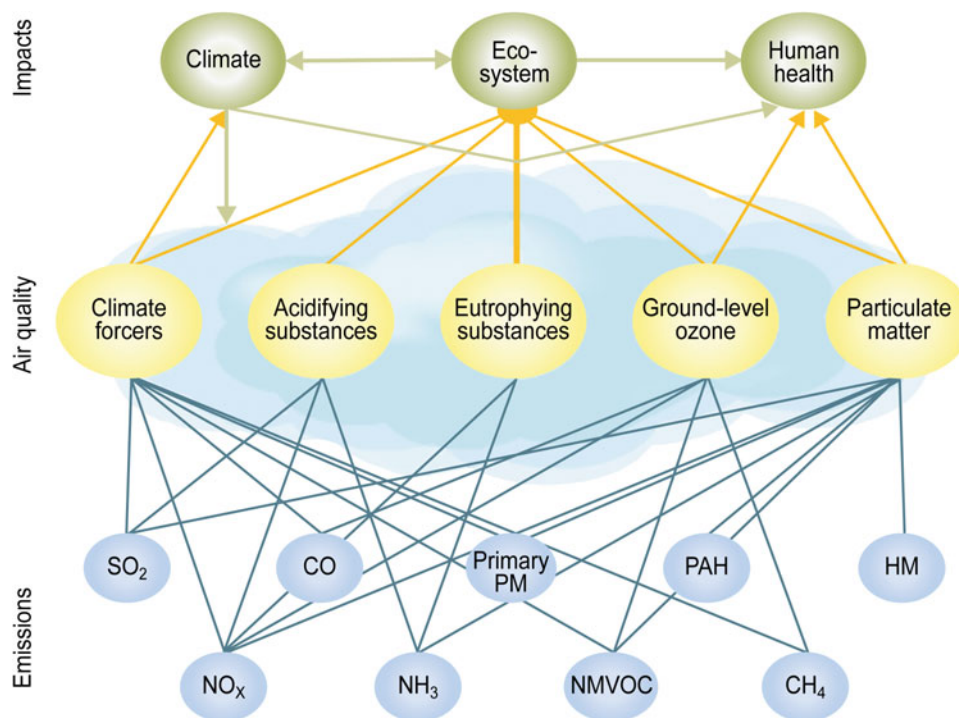 Impacts
Climate
Eco-
system
Human
health
Air quality
Climate
forcers
Acidifying
substances
Eutrophying
substances
Ground-level
ozone
Particulate
matter
Emissions
SO₂
CO
Primary
PM
PAH
HM
NOₓ
NH₃
NMVOC
CH₄